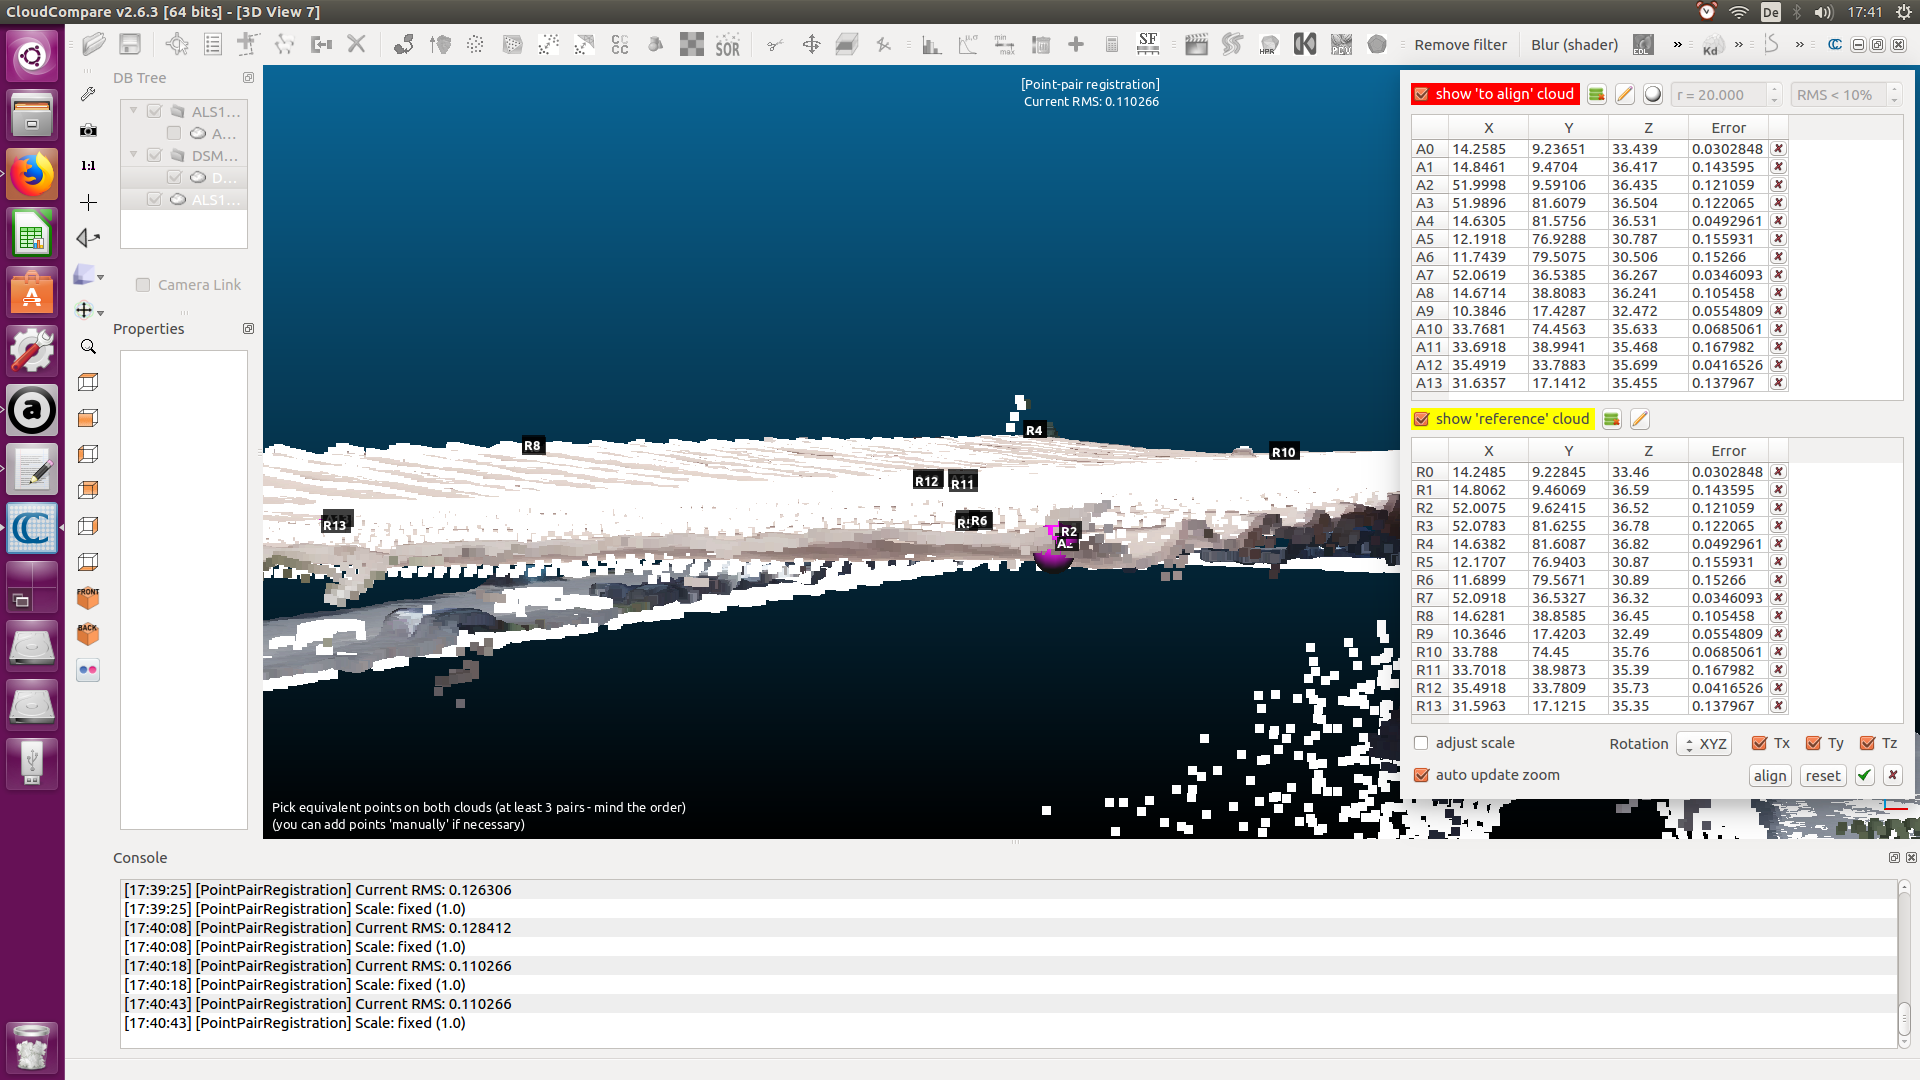 CloudCompare v2.6.3 [64 bits] - [3D View 7]
De
17:41
SOR
SF
Remove filter
Blur (shader)
Kd
DB Tree
ALS1...
A...
DSM...
D...
ALS1...
1:1
Camera Link
Properties
FRONT
BACK
[Point-pair registration]
Current RMS: 0.110266
R8
R4
R10
R12
R11
R13
R6
R2
Pick equivalent points on both clouds (at least 3 pairs - mind the order)
(you can add points 'manually' if necessary)
show 'to align' cloud
r = 20.000
RMS < 10%
X Y Z Error
A0 14.2585 9.23651 33.439 0.0302848
A1 14.8461 9.4704 36.417 0.143595
A2 51.9998 9.59106 36.435 0.121059
A3 51.9896 81.6079 36.504 0.122065
A4 14.6305 81.5756 36.531 0.0492961
A5 12.1918 76.9288 30.787 0.155931
A6 11.7439 79.5075 30.506 0.15266
A7 52.0619 36.5385 36.267 0.0346093
A8 14.6714 38.8083 36.241 0.105458
A9 10.3846 17.4287 32.472 0.0554809
A10 33.7681 74.4563 35.633 0.0685061
A11 33.6918 38.9941 35.468 0.167982
A12 35.4919 33.7883 35.699 0.0416526
A13 31.6357 17.1412 35.455 0.137967
show 'reference' cloud
X Y Z Error
R0 14.2485 9.22845 33.46 0.0302848
R1 14.8062 9.46069 36.59 0.143595
R2 52.0075 9.62415 36.52 0.121059
R3 52.0783 81.6255 36.78 0.122065
R4 14.6382 81.6087 36.82 0.0492961
R5 12.1707 76.9403 30.87 0.155931
R6 11.6899 79.5671 30.89 0.15266
R7 52.0918 36.5327 36.32 0.0346093
R8 14.6281 38.8585 36.45 0.105458
R9 10.3646 17.4203 32.49 0.0554809
R10 33.788 74.45 35.76 0.0685061
R11 33.7018 38.9873 35.39 0.167982
R12 35.4918 33.7809 35.73 0.0416526
R13 31.5963 17.1215 35.35 0.137967
adjust scale
Rotation XYZ Tx Ty Tz
auto update zoom
align reset
Console
[17:39:25] [PointPairRegistration] Current RMS: 0.126306
[17:39:25] [PointPairRegistration] Scale: fixed (1.0)
[17:40:08] [PointPairRegistration] Current RMS: 0.128412
[17:40:08] [PointPairRegistration] Scale: fixed (1.0)
[17:40:18] [PointPairRegistration] Current RMS: 0.110266
[17:40:18] [PointPairRegistration] Scale: fixed (1.0)
[17:40:43] [PointPairRegistration] Current RMS: 0.110266
[17:40:43] [PointPairRegistration] Scale: fixed (1.0)